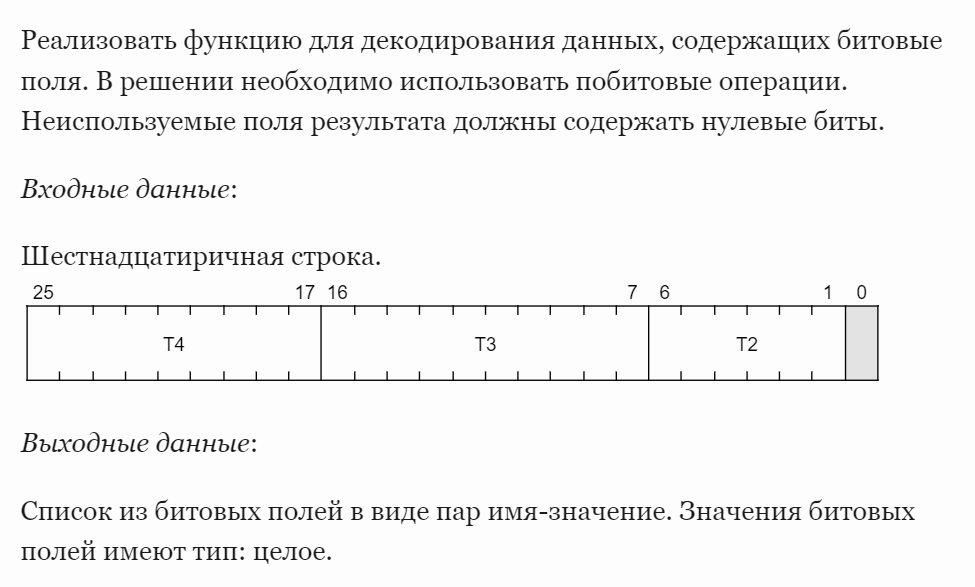 Реализовать функцию для декодирования данных, содержащих битовые
поля. В решении необходимо использовать побитовые операции.
Неиспользуемые поля результата должны содержать нулевые биты.
Входные данные:
Шестнадцатиричная строка.
25 17 16 7 6 1 0
T4 T3 T2
Выходные данные:
Список из битовых полей в виде пар имя-значение. Значения битовых
полей имеют тип: целое.